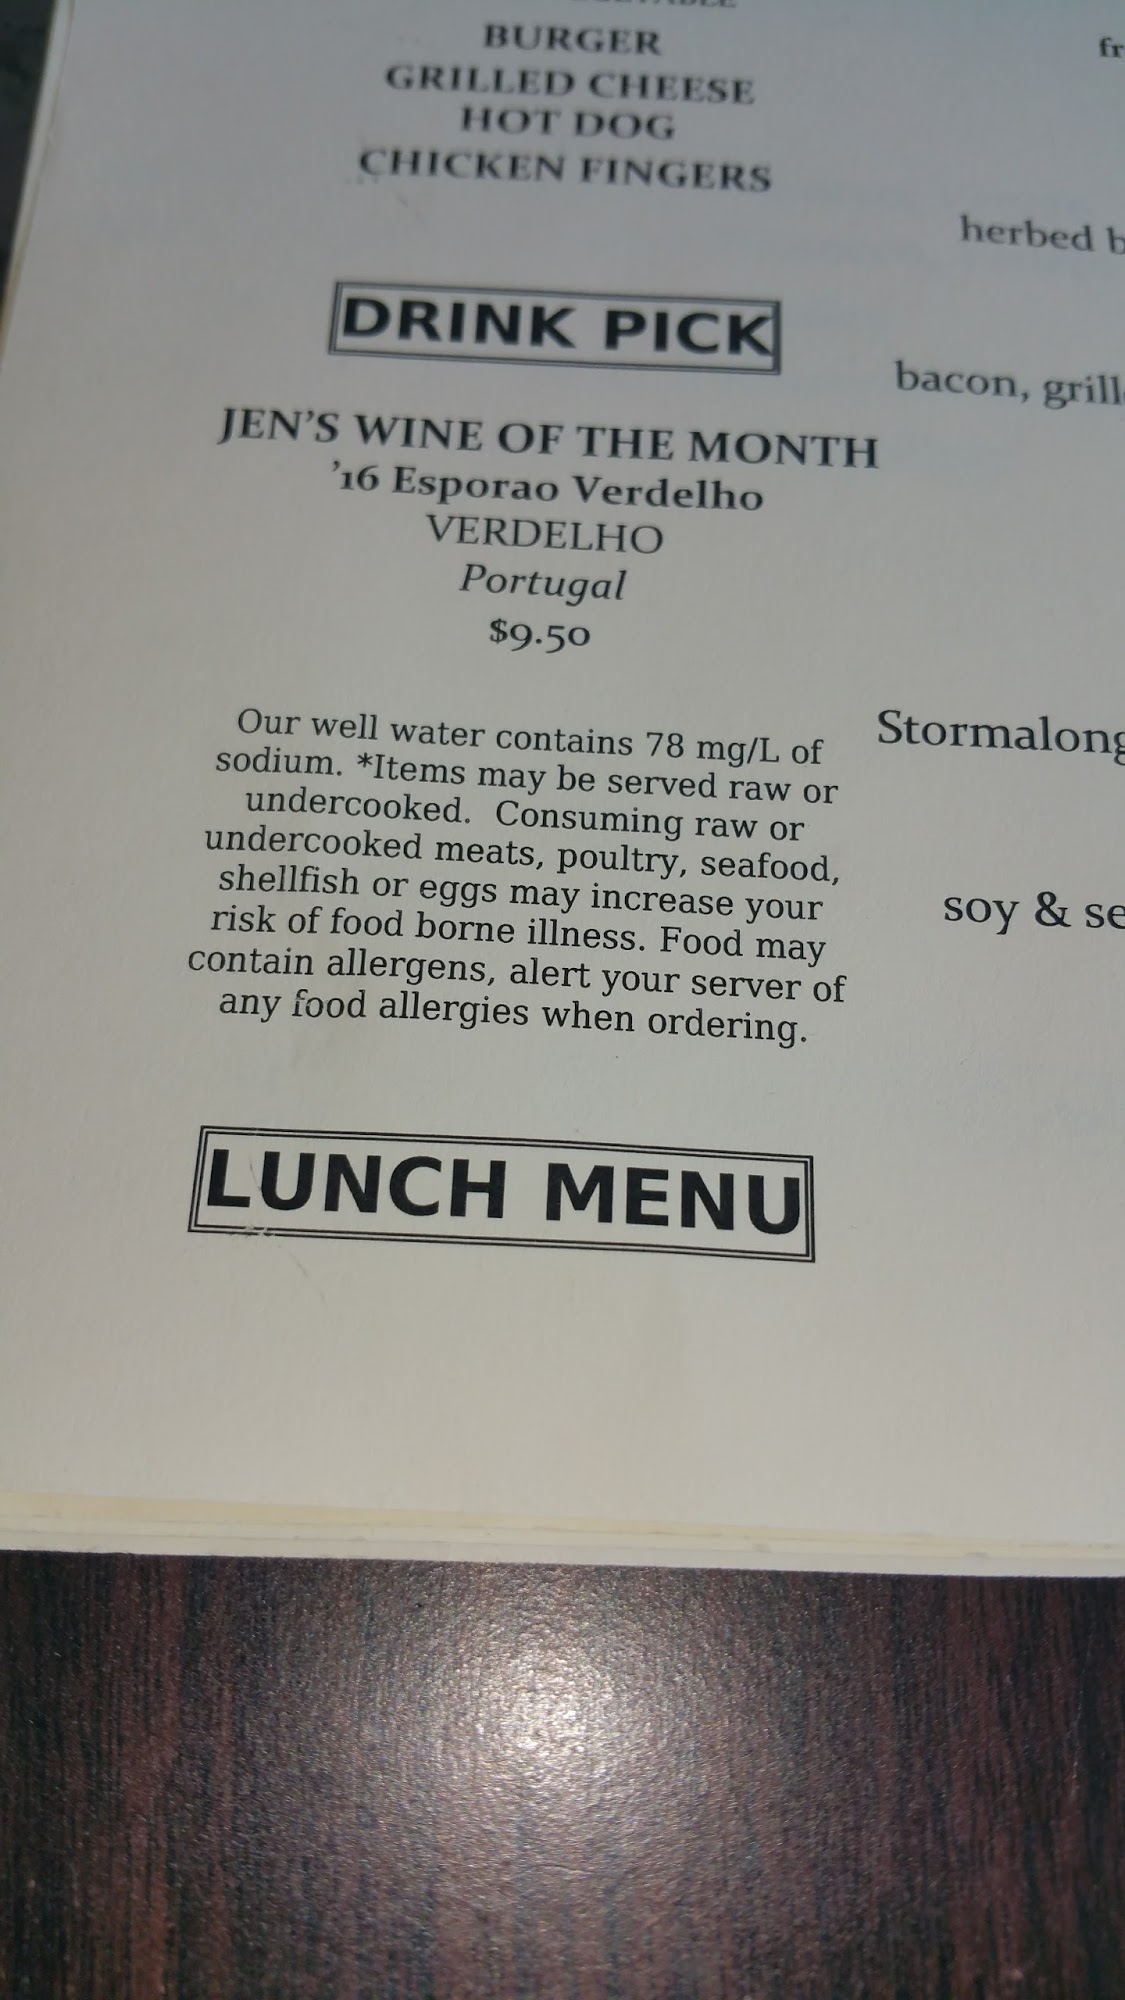 BURGER
GRILLED CHEESE
HOT DOG
CHICKEN FINGERS
DRINK PICK
JEN'S WINE OF THE MONTH
'16 Esporao Verdelho
VERDELHO
Portugal
$9.50
Our well water contains 78 mg/L of
sodium. *Items may be served raw or
undercooked.  Consuming raw or
undercooked meats, poultry, seafood,
shellfish or eggs may increase your
risk of food borne illness. Food may
contain allergens, alert your server of
any food allergies when ordering.
LUNCH MENU
herbed
bacon,
Stormalong
soy &